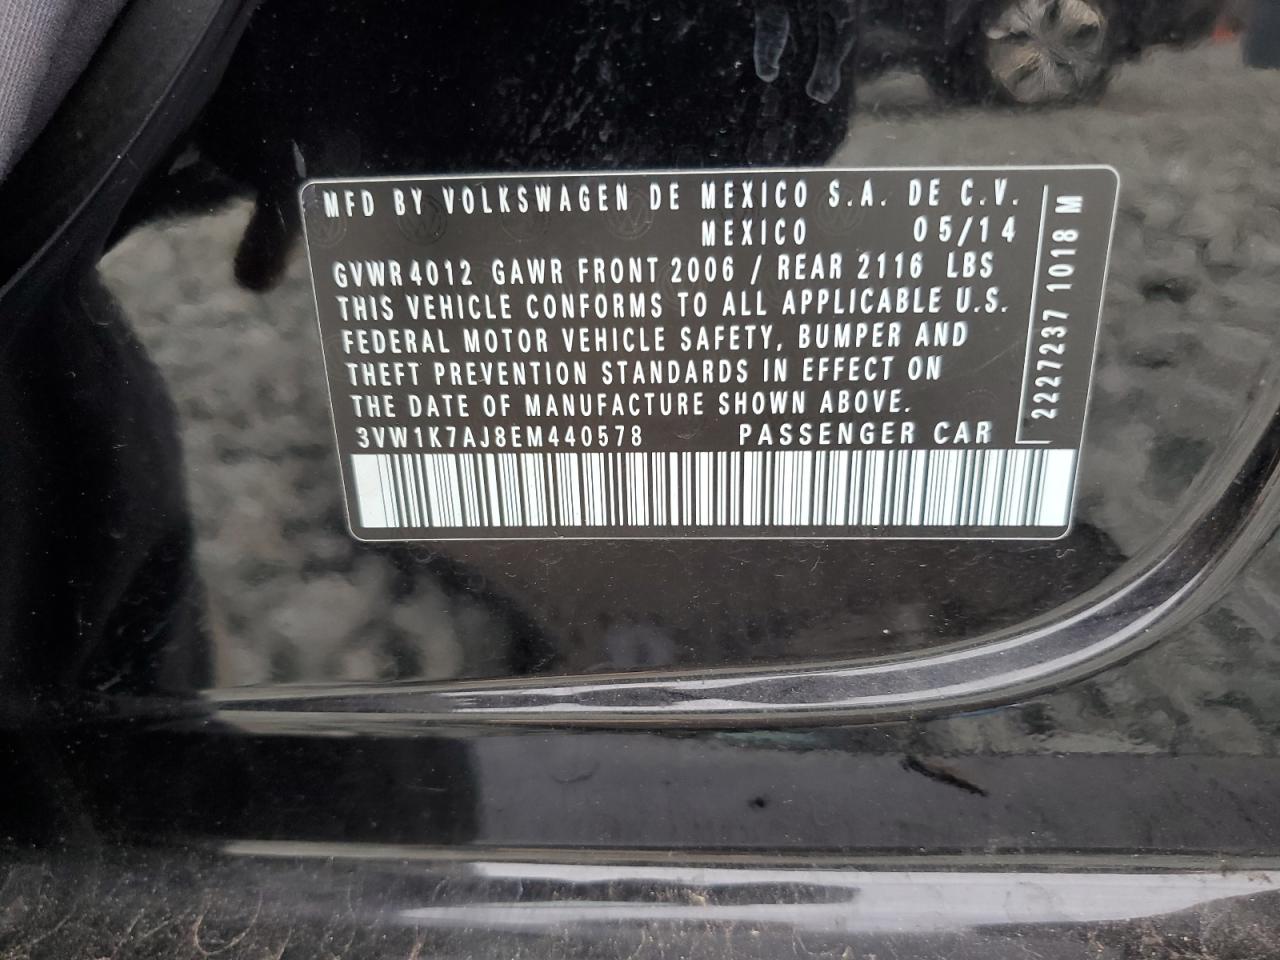 MFD BY VOLKSWAGEN DE MEXICO S.A. DE C.V.
MEXICO 05/14
GVWR 4012 GAWR FRONT 2006 / REAR 2116 LBS
THIS VEHICLE CONFORMS TO ALL APPLICABLE U.S.
FEDERAL MOTOR VEHICLE SAFETY, BUMPER AND
THEFT PREVENTION STANDARDS IN EFFECT ON
THE DATE OF MANUFACTURE SHOWN ABOVE.
3VW1K7AJ8EM440578 PASSENGER CAR
2227237 1018 M